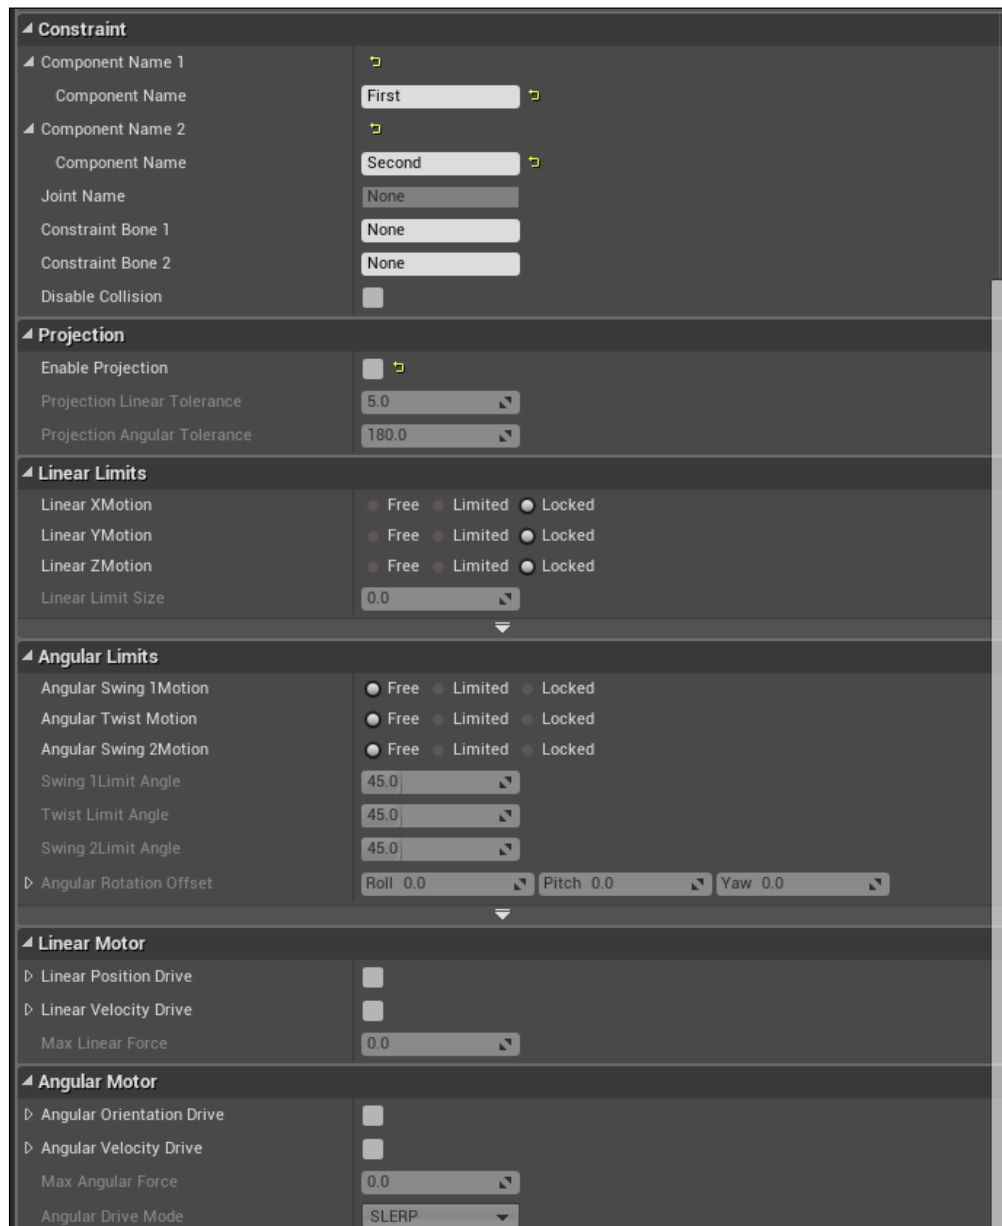 Constraint
Component Name 1
Component Name First
Component Name 2
Component Name Second
Joint Name None
Constraint Bone 1 None
Constraint Bone 2 None
Disable Collision
Projection
Enable Projection
Projection Linear Tolerance 5.0
Projection Angular Tolerance 180.0
Linear Limits
Linear XMotion Free Limited Locked
Linear YMotion Free Limited Locked
Linear ZMotion Free Limited Locked
Linear Limit Size 0.0
Angular Limits
Angular Swing 1Motion Free Limited Locked
Angular Twist Motion Free Limited Locked
Angular Swing 2Motion Free Limited Locked
Swing 1Limit Angle 45.0
Twist Limit Angle 45.0
Swing 2Limit Angle 45.0
Angular Rotation Offset Roll 0.0 Pitch 0.0 Yaw 0.0
Linear Motor
Linear Position Drive
Linear Velocity Drive
Max Linear Force 0.0
Angular Motor
Angular Orientation Drive
Angular Velocity Drive
Max Angular Force 0.0
Angular Drive Mode SLERP